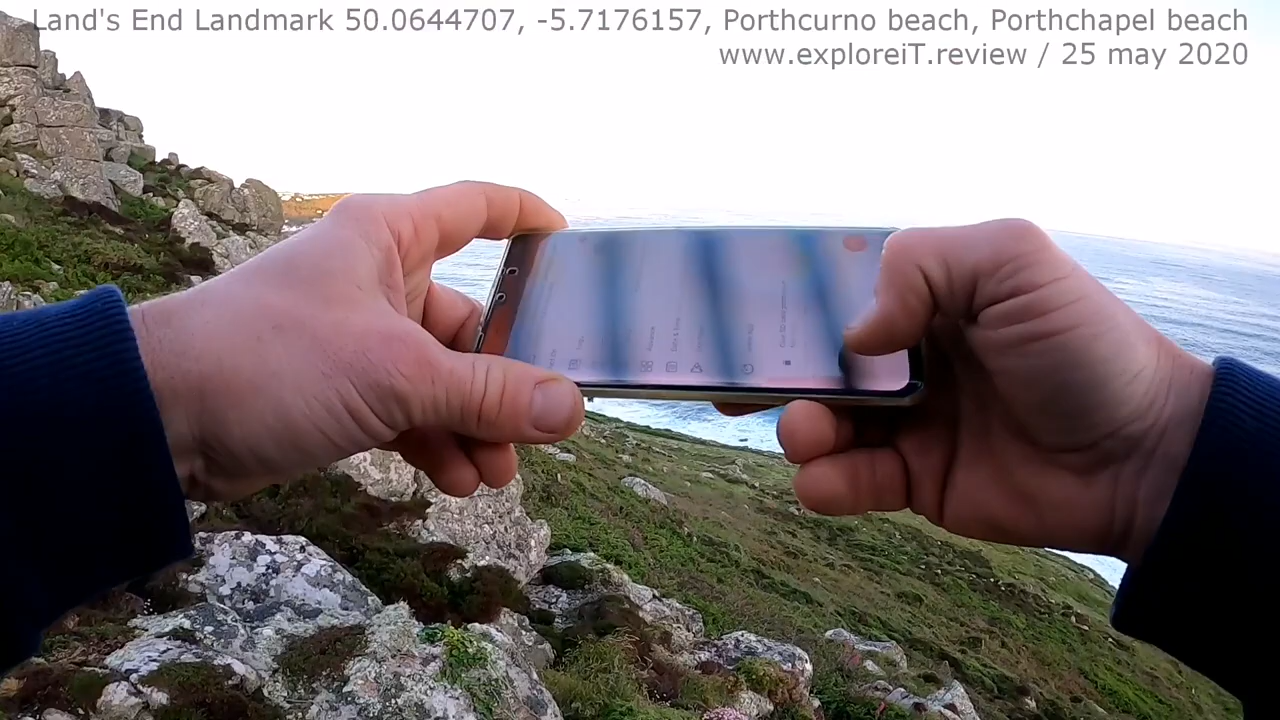 Land's End Landmark 50.0644707, -5.7176157, Porthcurno beach, Porthchapel beach
www.exploreiT.review / 25 may 2020